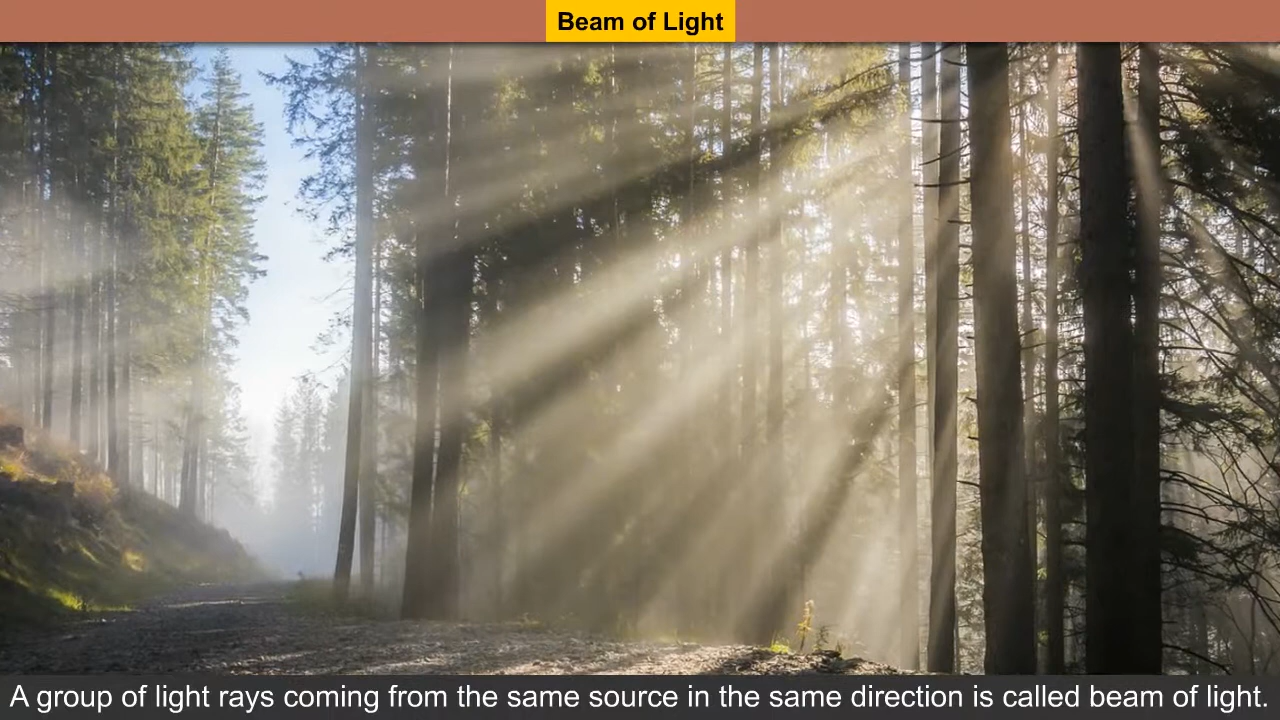 Beam of Light
A group of light rays coming from the same source in the same direction is called beam of light.